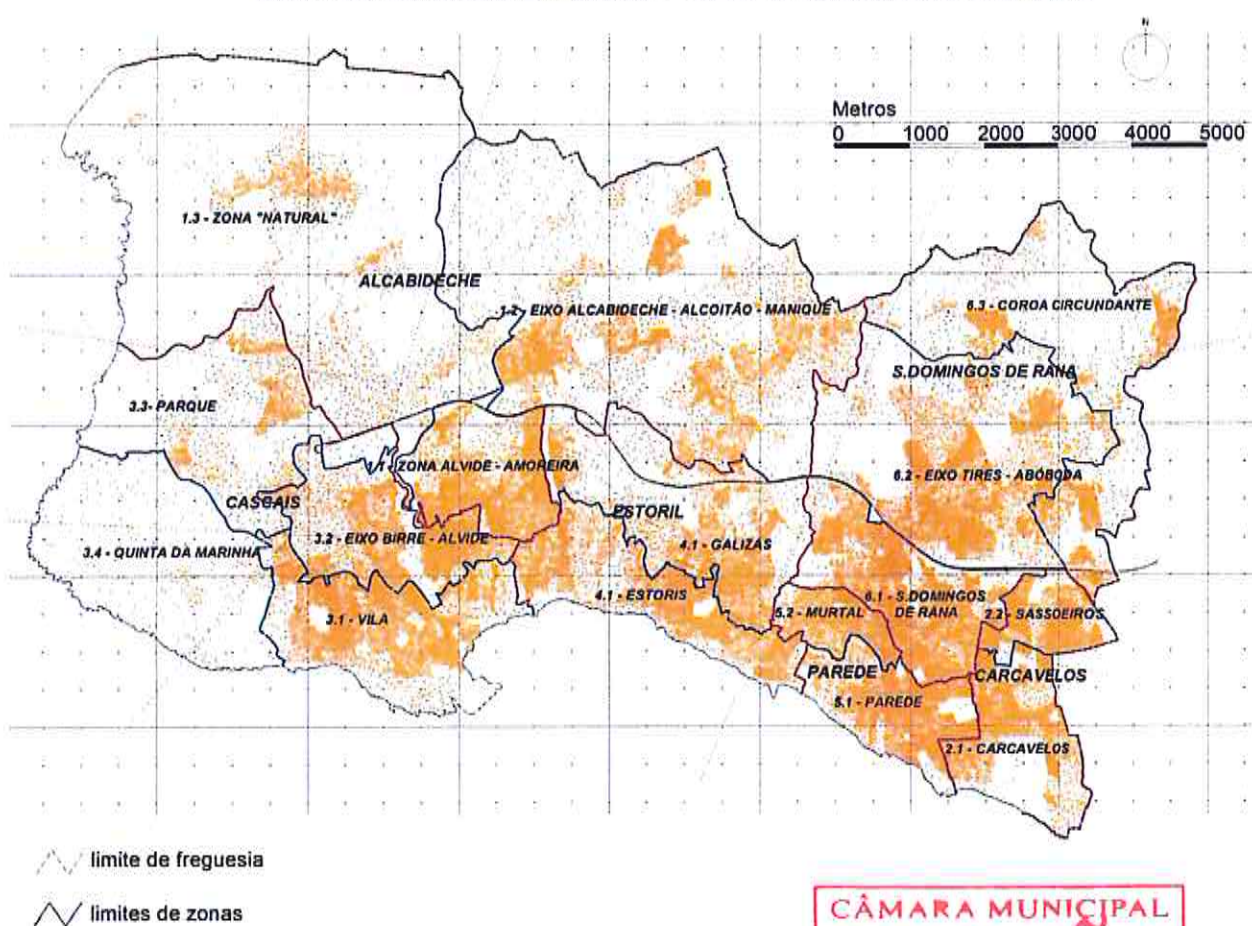 N
Metros
0 1000 2000 3000 4000 5000
1.3 - ZONA "NATURAL"
ALCABIDECHE
1.2 - EIXO ALCABIDECHE - ALCOITÃO - MANIQUE
6.3 - COROA CIRCUNDANTE
S.DOMINGOS DE RANA
3.3- PARQUE
1.1 - ZONA ALVIDE - AMOREIRA
6.2 - EIXO TIRES - ABÓBODA
CASCAIS
ESTORIL
3.2 - EIXO BIRRE - ALVIDE
4.1 - GALIZAS
3.4 - QUINTA DA MARINHA
4.1 - ESTORIS
6.1 - S.DOMINGOS
DE RANA
5.2 - MURTAL
2.2 - SASSOEIROS
3.1 - VILA
PAREDE
CARCAVELOS
5.1 - PAREDE
2.1 - CARCAVELOS
limite de freguesia
limites de zonas
CÂMARA MUNICIPAL